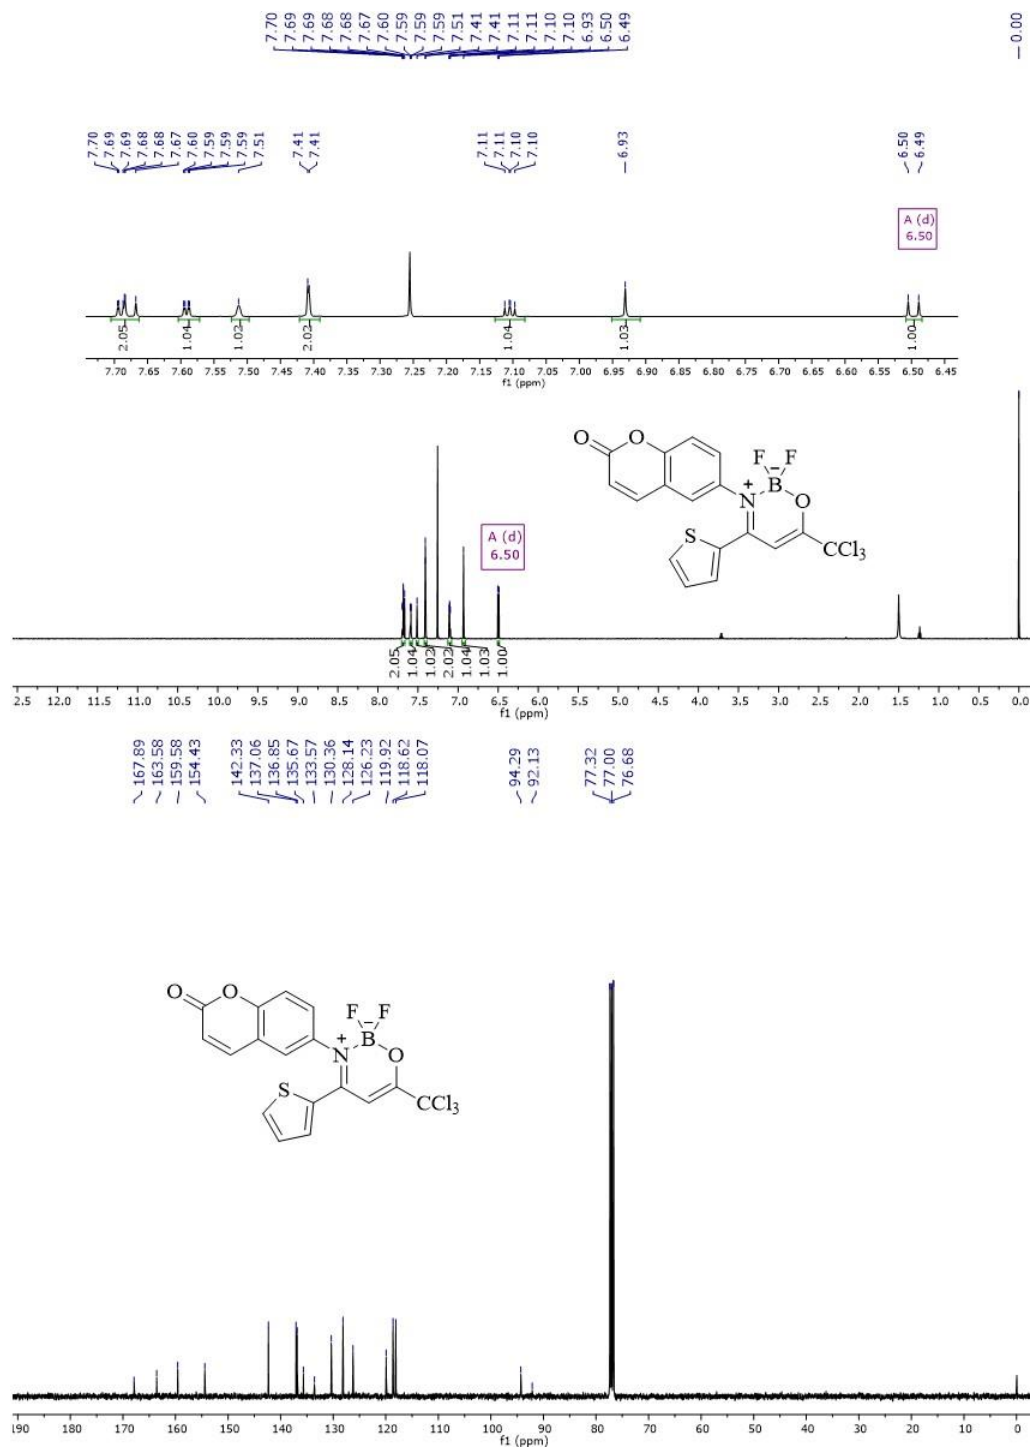 7.70 7.69 7.69 7.68 7.68 7.67 7.60 7.59 7.59 7.59 7.51 7.41 7.41 7.11 7.11 7.10 7.10 6.93 6.50 6.49 0.00
7.70 7.69 7.69 7.68 7.68 7.67 7.60 7.59 7.59 7.59 7.51 7.41 7.41 7.11 7.11 7.10 7.10 6.93 6.50 6.49
A (d)
6.50
2.05 1.04 1.02 2.02 1.04 1.03 1.00
7.70 7.65 7.60 7.55 7.50 7.45 7.40 7.35 7.30 7.25 7.20 7.15 7.10 7.05 7.00 6.95 6.90 6.85 6.80 6.75 6.70 6.65 6.60 6.55 6.50 6.45
f1 (ppm)
O O F F
+ − N B O
S CCl3
A (d)
6.50
2.05 1.04 1.02 2.02 1.04 1.03 1.00
2.5 12.0 11.5 11.0 10.5 10.0 9.5 9.0 8.5 8.0 7.5 7.0 6.5 6.0 5.5 5.0 4.5 4.0 3.5 3.0 2.5 2.0 1.5 1.0 0.5 0.0
f1 (ppm)
167.89 163.58 159.58 154.43 142.33 137.06 136.85 135.67 133.57 130.36 128.14 126.23 119.92 118.62 118.07 94.29 92.13 77.32 77.00 76.68
O O F F
+ − N B O
S CCl3
190 180 170 160 150 140 130 120 110 100 90 80 70 60 50 40 30 20 10 0
f1 (ppm)